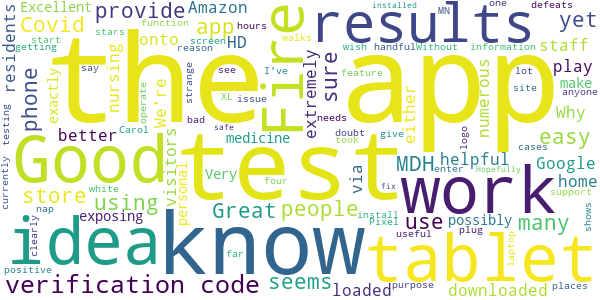 the app
test
know
idea
Good
work
tablet
results
Fire
verification code
Covid
provide
Amazon
app
onto
HD
residents
phone
exactly
nursing
We're
store
better
using
exposing
visitors
personal
Great
people
seems
loaded
downloaded
possibly
many
use
MDH
helpful
Google
home
via
either
medicine
Very
extremely
sure
numerous
easy
Why
make
play
staff
yet
Excellent
function
hours
reason
stars
screen
getting
start
say
see
I've
wish
handful
Without
information
installed
MN
one
defeats
walks
feature
strange
issue
XL
operate
bad
needs
a lot
site
anyone
testing
currently
nap
clearly
white
positive
Carol
safe
doubt
took
give
logo
enter
cases
four
far
install
Pixel
fix
Hopefully
support
useful
plug
purpose
laptop
shows
places